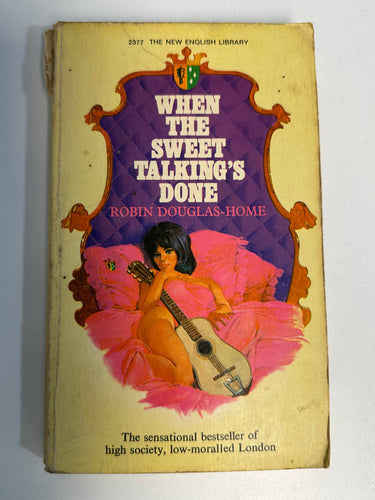 2377 THE NEW ENGLISH LIBRARY
WHEN
THE
SWEET
TALKING'S
DONE
ROBIN DOUGLAS-HOME
The sensational bestseller of
high society, low-moralled London